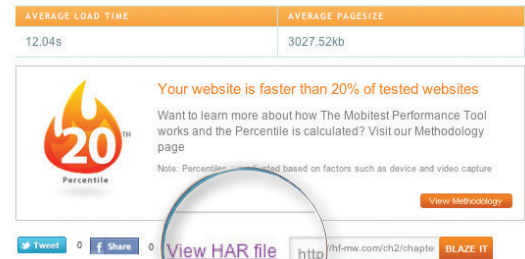 AVERAGE LOAD TIME AVERAGE PAGESIZE
12.04s 3027.52kb
Your website is faster than 20% of tested websites
Want to learn more about how The Mobitest Performance Tool
works and the Percentile is calculated? Visit our Methodology
page
20TH
Percentile
Note: Percentiles based on factors such as device and video capture
View Methodology
Tweet 0 f Share 0 View HAR file http //hf-mw.com/ch2/chapte BLAZE IT